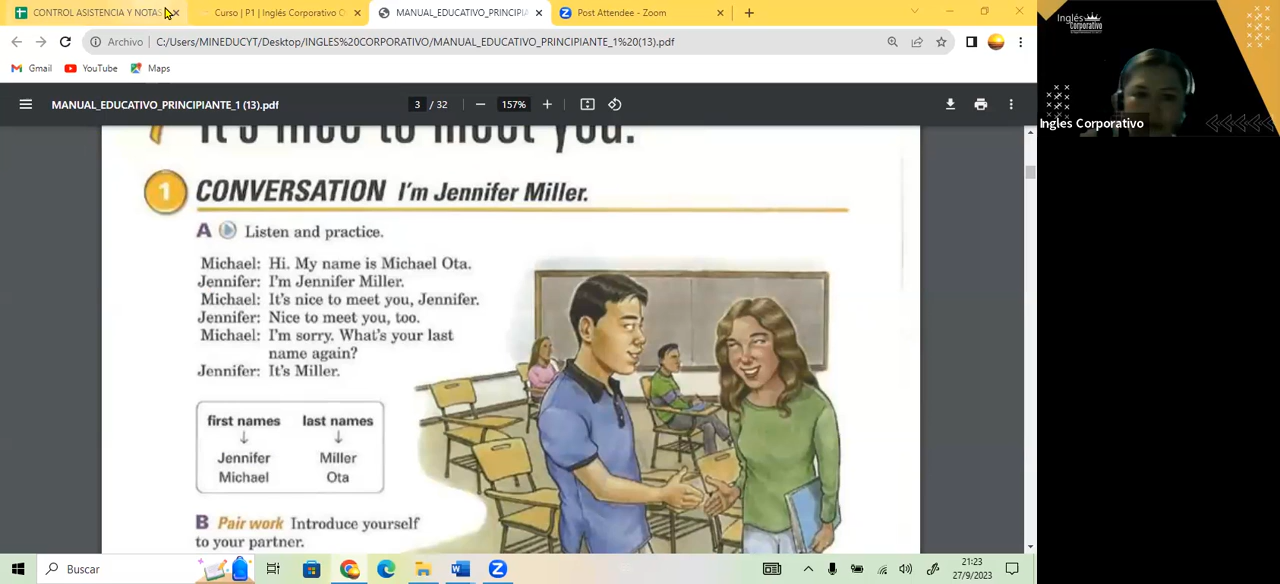 CONTROL ASISTENCIA Y NOTAS
Curso | P1 | Inglés Corporativo C
MANUAL_EDUCATIVO_PRINCIPIA
Post Attendee - Zoom
Archivo
C:/Users/MINEDUCYT/Desktop/INGLES%20CORPORATIVO/MANUAL_EDUCATIVO_PRINCIPIANTE_1%20(13).pdf
Gmail
YouTube
Maps
MANUAL_EDUCATIVO_PRINCIPIANTE_1 (13).pdf
3 / 32
157%
It's nice to meet you.
1 CONVERSATION I'm Jennifer Miller.
A Listen and practice.
Michael: Hi. My name is Michael Ota.
Jennifer: I'm Jennifer Miller.
Michael: It's nice to meet you, Jennifer.
Jennifer: Nice to meet you, too.
Michael: I'm sorry. What's your last
name again?
Jennifer: It's Miller.
first names last names
Jennifer Miller
Michael Ota
B Pair work Introduce yourself
to your partner.
Inglés
Corporativo
Ingles Corporativo
Buscar
21:23
27/9/2023